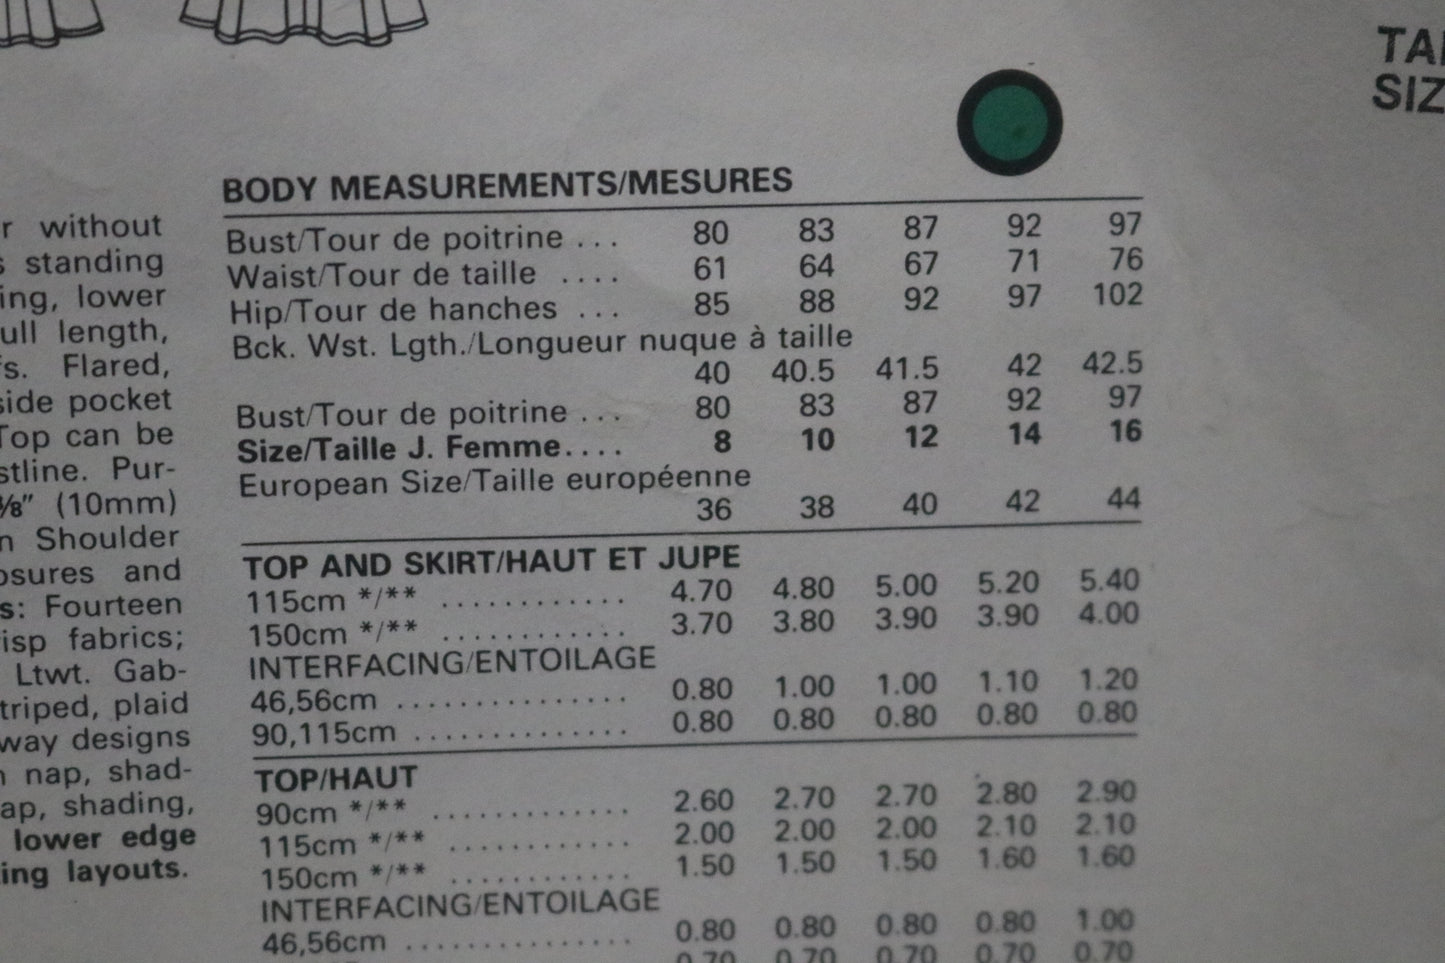 TA
SIZ
r without
standing
ing, lower
ull length,
s. Flared,
side pocket
Top can be
stline. Pur-
⅜" (10mm)
n Shoulder
osures and
s: Fourteen
risp fabrics;
Ltwt. Gab-
triped, plaid
way designs
nap, shad-
ap, shading,
lower edge
ing layouts.
BODY MEASUREMENTS/MESURES
Bust/Tour de poitrine ... 80 83 87 92 97
Waist/Tour de taille .... 61 64 67 71 76
Hip/Tour de hanches ... 85 88 92 97 102
Bck. Wst. Lgth./Longueur nuque à taille
40 40.5 41.5 42 42.5
Bust/Tour de poitrine ... 80 83 87 92 97
Size/Taille J. Femme.... 8 10 12 14 16
European Size/Taille européenne
36 38 40 42 44
TOP AND SKIRT/HAUT ET JUPE
115cm */** ............ 4.70 4.80 5.00 5.20 5.40
150cm */** ............ 3.70 3.80 3.90 3.90 4.00
INTERFACING/ENTOILAGE
46,56cm ............... 0.80 1.00 1.00 1.10 1.20
90,115cm .............. 0.80 0.80 0.80 0.80 0.80
TOP/HAUT
90cm */** ............. 2.60 2.70 2.70 2.80 2.90
115cm */** ............ 2.00 2.00 2.00 2.10 2.10
150cm */** ............ 1.50 1.50 1.50 1.60 1.60
INTERFACING/ENTOILAGE
46,56cm ............... 0.80 0.80 0.80 0.80 1.00
0.70 0.70 0.70 0.70 0.70